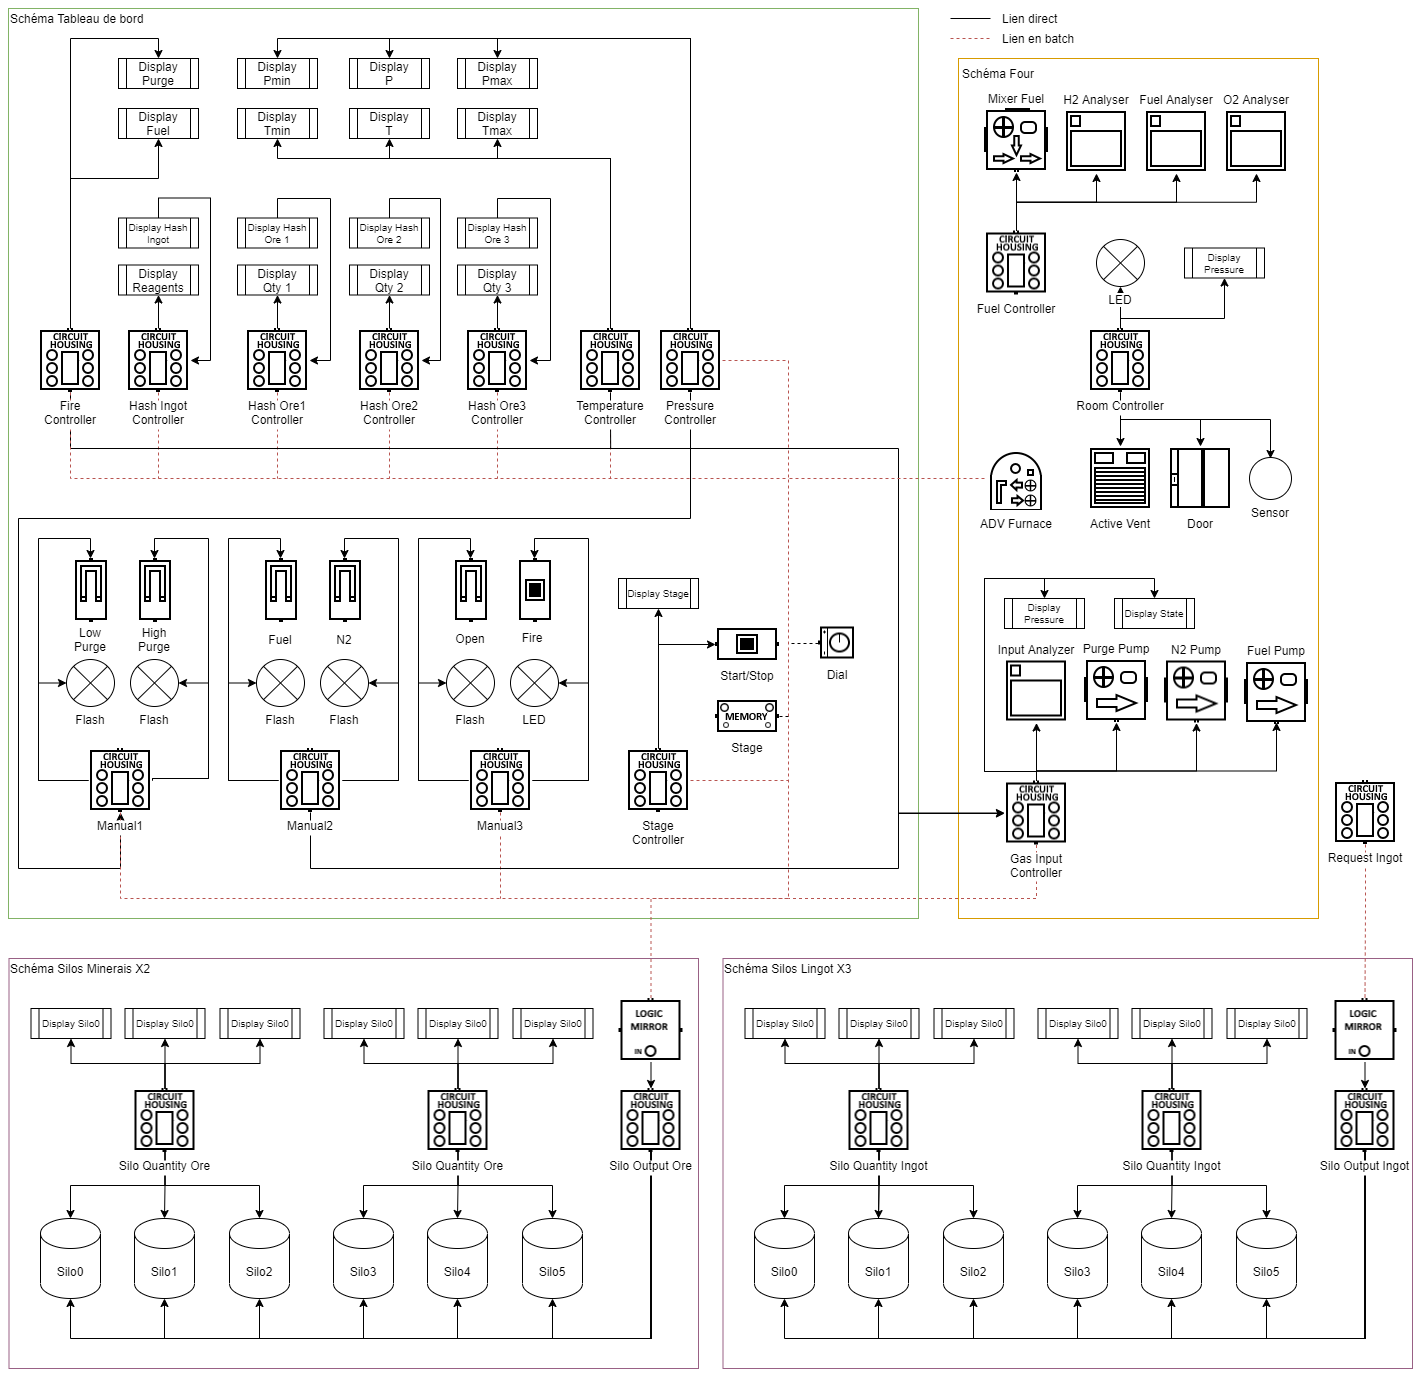 Schéma Tableau de bord
Lien direct
Lien en batch
Display
Purge
Display
Pmin
Display
P
Display
Pmax
Display
Fuel
Display
Tmin
Display
T
Display
Tmax
Display Hash
Ingot
Display Hash
Ore 1
Display Hash
Ore 2
Display Hash
Ore 3
Display
Reagents
Display
Qty 1
Display
Qty 2
Display
Qty 3
CIRCUIT
HOUSING
Fire
Controller
CIRCUIT
HOUSING
Hash Ingot
Controller
CIRCUIT
HOUSING
Hash Ore1
Controller
CIRCUIT
HOUSING
Hash Ore2
Controller
CIRCUIT
HOUSING
Hash Ore3
Controller
CIRCUIT
HOUSING
Temperature
Controller
CIRCUIT
HOUSING
Pressure
Controller
Low
Purge
High
Purge
Fuel
N2
Open
Fire
Flash
Flash
Flash
Flash
Flash
LED
CIRCUIT
HOUSING
Manual1
CIRCUIT
HOUSING
Manual2
CIRCUIT
HOUSING
Manual3
Display Stage
Start/Stop
Dial
MEMORY
Stage
CIRCUIT
HOUSING
Stage
Controller
Schéma Four
Mixer Fuel
H2 Analyser
Fuel Analyser
O2 Analyser
CIRCUIT
HOUSING
Fuel Controller
LED
Display
Pressure
CIRCUIT
HOUSING
Room Controller
ADV Furnace
Active Vent
Door
Sensor
Display
Pressure
Display State
Input Analyzer
Purge Pump
N2 Pump
Fuel Pump
CIRCUIT
HOUSING
Gas Input
Controller
CIRCUIT
HOUSING
Request Ingot
Schéma Silos Minerais X2
Display Silo0
Display Silo0
Display Silo0
Display Silo0
Display Silo0
Display Silo0
LOGIC
MIRROR
IN
CIRCUIT
HOUSING
Silo Quantity Ore
CIRCUIT
HOUSING
Silo Quantity Ore
CIRCUIT
HOUSING
Silo Output Ore
Silo0
Silo1
Silo2
Silo3
Silo4
Silo5
Schéma Silos Lingot X3
Display Silo0
Display Silo0
Display Silo0
Display Silo0
Display Silo0
Display Silo0
LOGIC
MIRROR
IN
CIRCUIT
HOUSING
Silo Quantity Ingot
CIRCUIT
HOUSING
Silo Quantity Ingot
CIRCUIT
HOUSING
Silo Output Ingot
Silo0
Silo1
Silo2
Silo3
Silo4
Silo5